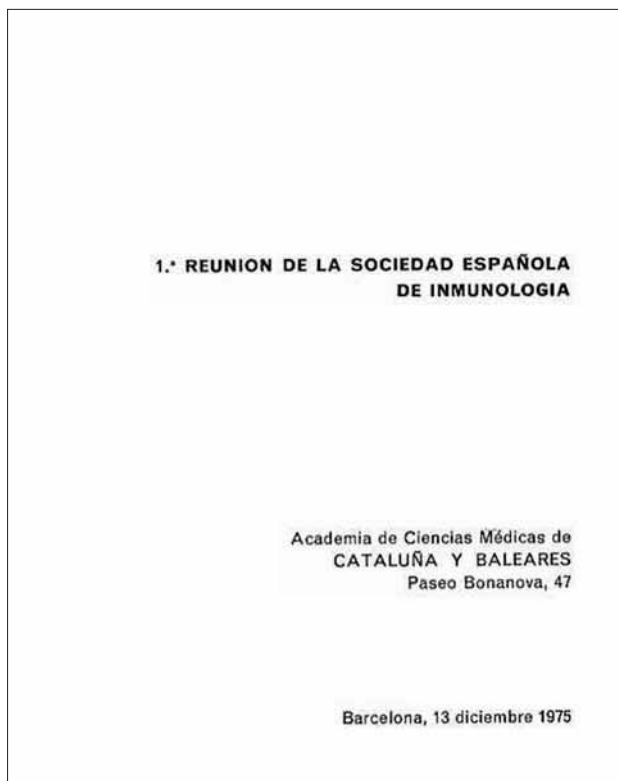 1.ª REUNION DE LA SOCIEDAD ESPAÑOLA
DE INMUNOLOGIA
Academia de Ciencias Médicas de
CATALUÑA Y BALEARES
Paseo Bonanova, 47
Barcelona, 13 diciembre 1975